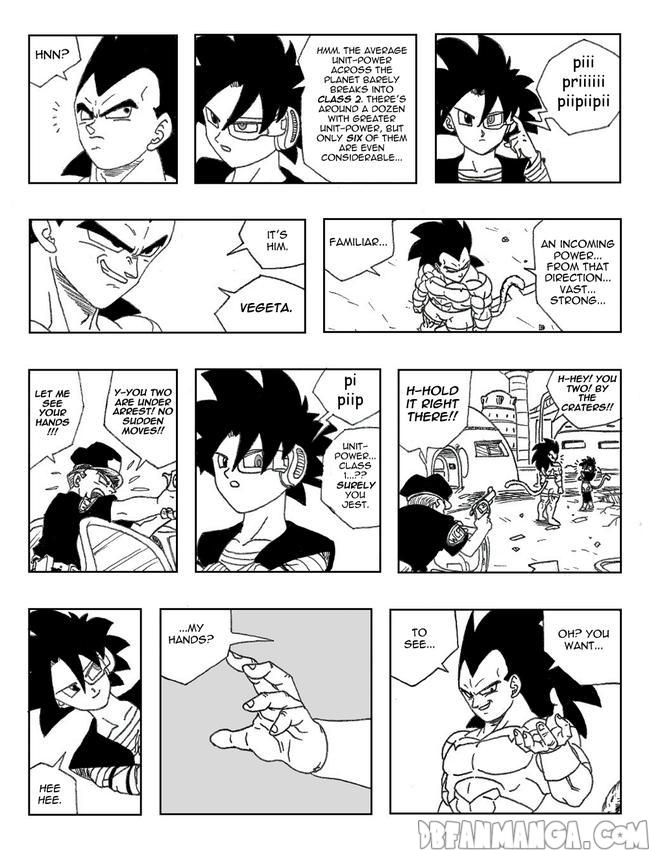 piii
priiiiii
piipiipii
HMM. THE AVERAGE
UNIT-POWER
ACROSS THE
PLANET BARELY
BREAKS INTO
CLASS 2. THERE'S
AROUND A DOZEN
WITH GREATER
UNIT-POWER, BUT
ONLY SIX OF THEM
ARE EVEN
CONSIDERABLE...
HNN?
AN INCOMING
POWER...
FROM THAT
DIRECTION...
VAST...
STRONG...
FAMILIAR...
IT'S
HIM.
VEGETA.
H-HEY! YOU
TWO! BY
THE
CRATERS!!
H-HOLD
IT RIGHT
THERE!!
pi
piip
UNIT-
POWER...
CLASS
1...??
SURELY
YOU
JEST.
Y-YOU TWO
ARE UNDER
ARREST! NO
SUDDEN
MOVES!!
LET ME
SEE
YOUR
HANDS
!!!
OH? YOU
WANT...
TO
SEE...
...MY
HANDS?
HEE
HEE.
DBFANMANGA.COM